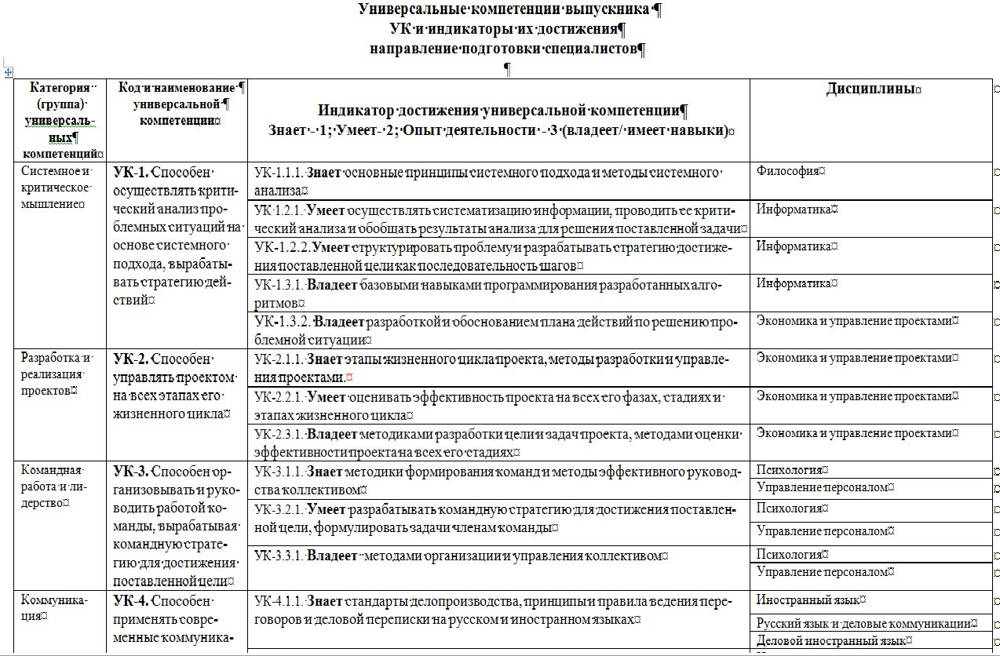 Универсальные компетенции выпускника
УК и индикаторы их достижения
направление подготовки специалистов
Категория
(группа)
универсаль-
ных
компетенций
Код и наименование
универсальной
компетенции
Индикатор достижения универсальной компетенции
Знает - 1; Умеет- 2; Опыт деятельности - 3 (владеет/ имеет навыки)
Дисциплины
Системное и
критическое
мышление
УК-1. Способен
осуществлять крити-
ческий анализ про-
блемных ситуаций на
основе системного
подхода, вырабаты-
вать стратегию дей-
ствий
УК-1.1.1. Знает основные принципы системного подхода и методы системного
анализа
Философия
УК 1.2.1. Умеет осуществлять систематизацию информации, проводить ее крити-
ческий анализа и обобщать результаты анализа для решения поставленной задачи
Информатика
УК-1.2.2. Умеет структурировать проблему и разрабатывать стратегию достиже-
ния поставленной цели как последовательность шагов
Информатика
УК-1.3.1. Владеет базовыми навыками программирования разработанных алго-
ритмов
Информатика
УК-1.3.2. Владеет разработкой и обоснованием плана действий по решению про-
блемной ситуации
Экономика и управление проектами
Разработка и
реализация
проектов
УК-2. Способен
управлять проектом
на всех этапах его
жизненного цикла
УК-2.1.1. Знает этапы жизненного цикла проекта, методы разработки и управле-
ния проектами.
Экономика и управление проектами
УК-2.2.1. Умеет оценивать эффективность проекта на всех его фазах, стадиях и
этапах жизненного цикла
Экономика и управление проектами
УК-2.3.1. Владеет методиками разработки цели и задач проекта, методами оценки
эффективности проекта на всех его стадиях
Экономика и управление проектами
Командная
работа и ли-
дерство
УК-3. Способен ор-
ганизовывать и руко-
водить работой ко-
манды, вырабатывая
командную страте-
гию для достижения
поставленной цели
УК-3.1.1. Знает методики формирования команд и методы эффективного руковод-
ства коллективом
Психология
Управление персоналом
УК-3.2.1. Умеет разрабатывать командную стратегию для достижения поставлен-
ной цели, формулировать задачи членам команды
Психология
Управление персоналом
УК-3.3.1. Владеет методами организации и управления коллективом
Психология
Управление персоналом
Коммуника-
ция
УК-4. Способен
применять совре-
менные коммуника-
УК-4.1.1. Знает стандарты делопроизводства, принципы и правила ведения пере-
говоров и деловой переписки на русском и иностранном языках
Иностранный язык
Русский язык и деловые коммуникации
Деловой иностранный язык